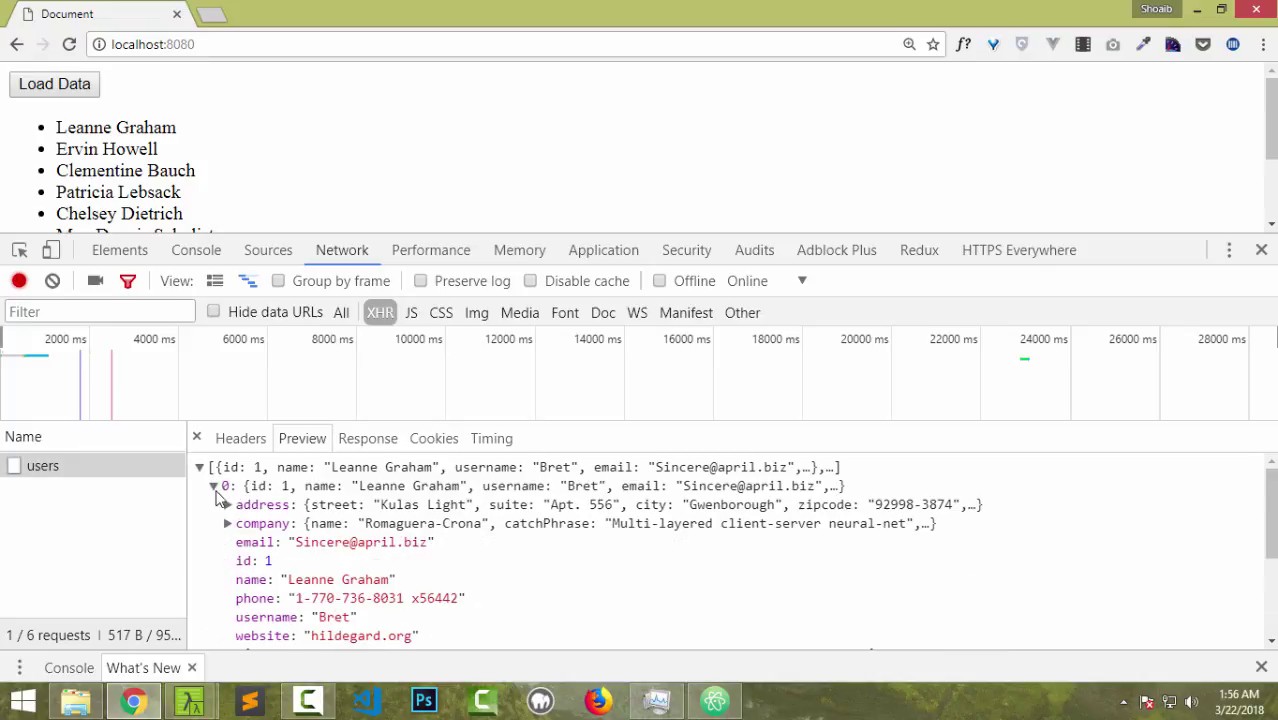 Document
Shoaib
localhost:8080
f?
Load Data
Leanne Graham
Ervin Howell
Clementine Bauch
Patricia Lebsack
Chelsey Dietrich
Elements Console Sources Network Performance Memory Application Security Audits Adblock Plus Redux HTTPS Everywhere
View: Group by frame Preserve log Disable cache Offline Online
Filter Hide data URLs All XHR JS CSS Img Media Font Doc WS Manifest Other
2000 ms 4000 ms 6000 ms 8000 ms 10000 ms 12000 ms 14000 ms 16000 ms 18000 ms 20000 ms 22000 ms 24000 ms 26000 ms 28000 ms
Name Headers Preview Response Cookies Timing
users
[{id: 1, name: "Leanne Graham", username: "Bret", email: "Sincere@april.biz",…},…]
0: {id: 1, name: "Leanne Graham", username: "Bret", email: "Sincere@april.biz",…}
address: {street: "Kulas Light", suite: "Apt. 556", city: "Gwenborough", zipcode: "92998-3874",…}
company: {name: "Romaguera-Crona", catchPhrase: "Multi-layered client-server neural-net",…}
email: "Sincere@april.biz"
id: 1
name: "Leanne Graham"
phone: "1-770-736-8031 x56442"
username: "Bret"
website: "hildegard.org"
1 / 6 requests | 517 B / 95...
Console What's New
Ps
1:56 AM
3/22/2018